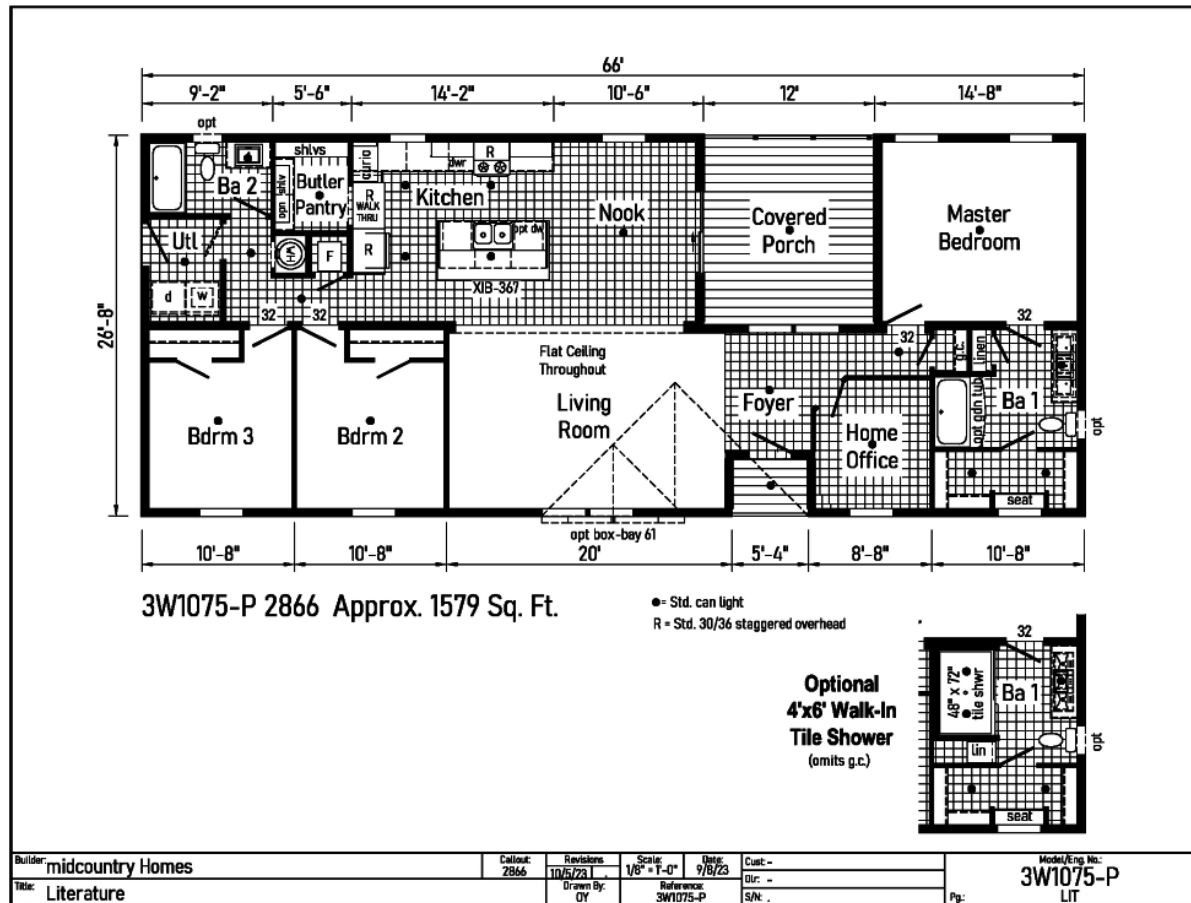 66'
9'-2"
5'-6"
14'-2"
10'-6"
12'
14'-8"
26'-8"
opt
Ba 2
shlvs
shlv
opn
Butler
Pantry
curio
R
WALK
THRU
R
dwr
R
Kitchen
opt dw
XIB-367
Nook
Covered
Porch
Master
Bedroom
Utl
d
w
WH
F
32
32
32
32
Flat Ceiling
Throughout
Living
Room
Foyer
Home
Office
g.c.
linen
opt gdn tub
Ba 1
opt
seat
Bdrm 3
Bdrm 2
opt box-bay 61
10'-8"
10'-8"
20'
5'-4"
8'-8"
10'-8"
3W1075-P 2866 Approx. 1579 Sq. Ft.
●= Std. can light
R = Std. 30/36 staggered overhead
Optional
4'x6' Walk-In
Tile Shower
(omits g.c.)
32
48" x 72"
tile shwr
Ba 1
lin
opt
seat
Builder: midcountry Homes
Title: Literature
Callout:
2866
Revisions
10/5/23
Scale:
1/8" = 1'-0"
Date:
9/8/23
Drawn By:
OY
Reference:
3W1075-P
Cust: -
Dlr: -
S/N: .
Model/Eng. No.:
3W1075-P
Pg.: LIT